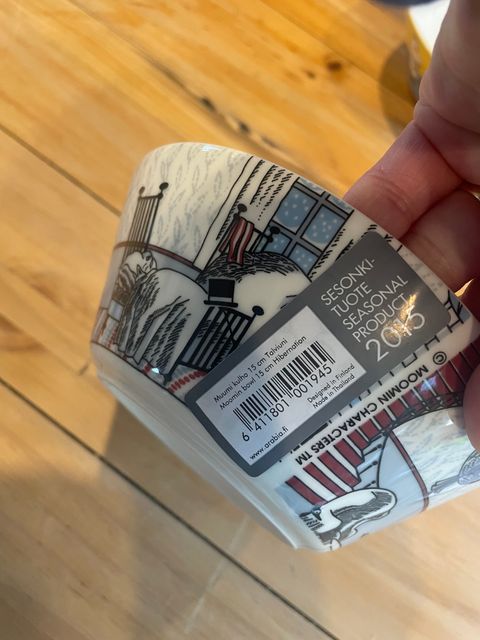 SESONKI-
TUOTE
SEASONAL
PRODUCT
2015
Muumi kulho 15 cm Talviuni
Moomin bowl 15 cm Hibernation
6 411801 001945
Designed in Finland
Made in Thailand
www.arabia.fi
© MOOMIN CHARACTERS TM